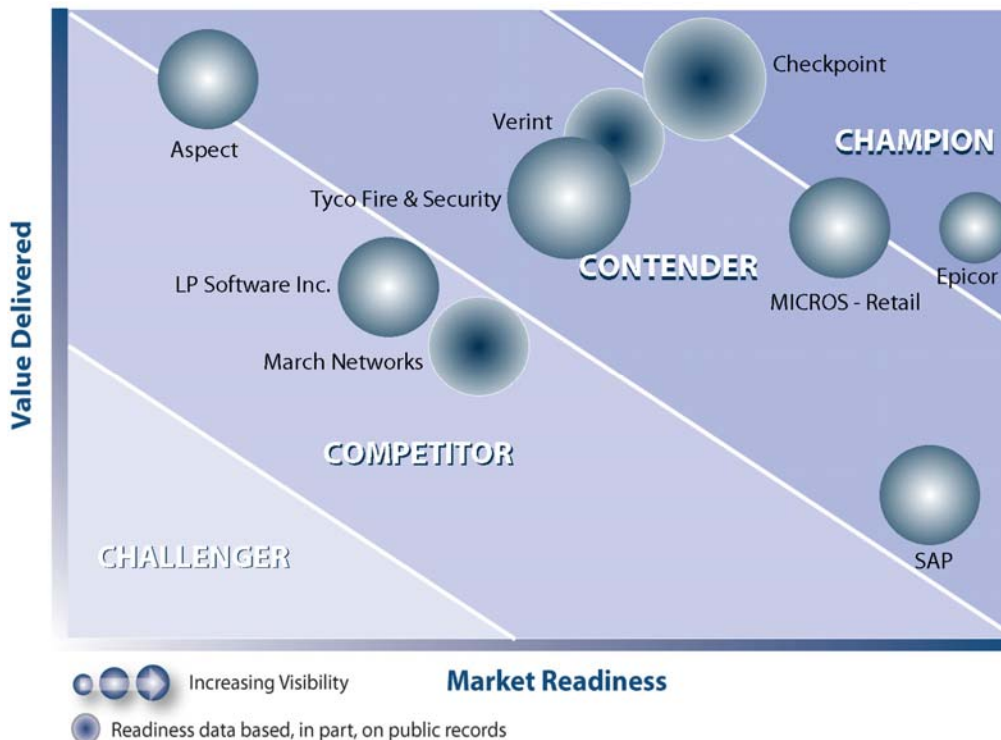 Checkpoint
Verint
CHAMPION
Aspect
Tyco Fire & Security
CONTENDER
Epicor
LP Software Inc.
MICROS - Retail
March Networks
Value Delivered
COMPETITOR
CHALLENGER
SAP
Increasing Visibility
Market Readiness
Readiness data based, in part, on public records